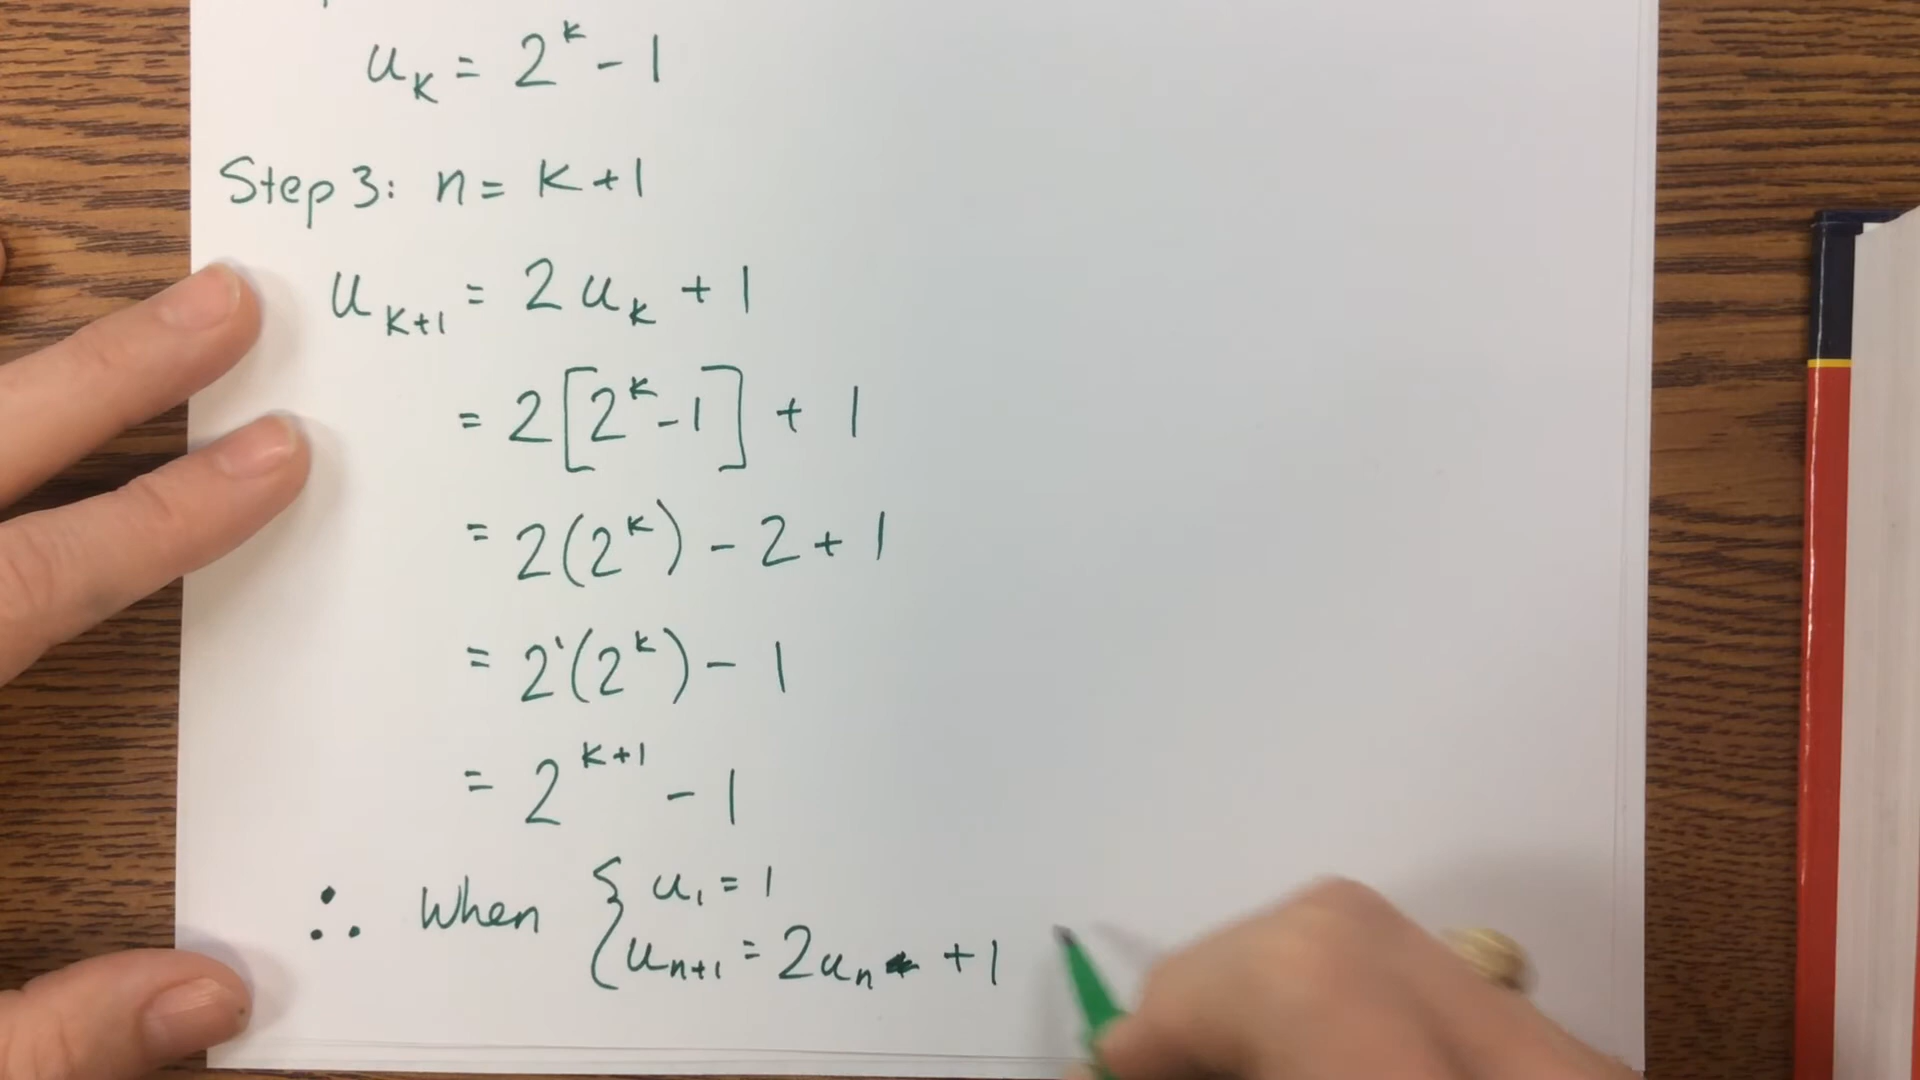 u_k = 2^k - 1
Step 3: n = k+1
u_{k+1} = 2u_k + 1
= 2[2^k - 1] + 1
= 2(2^k) - 2 + 1
= 2^1(2^k) - 1
= 2^{k+1} - 1
∴ When { u_1 = 1
u_{n+1} = 2u_n + 1